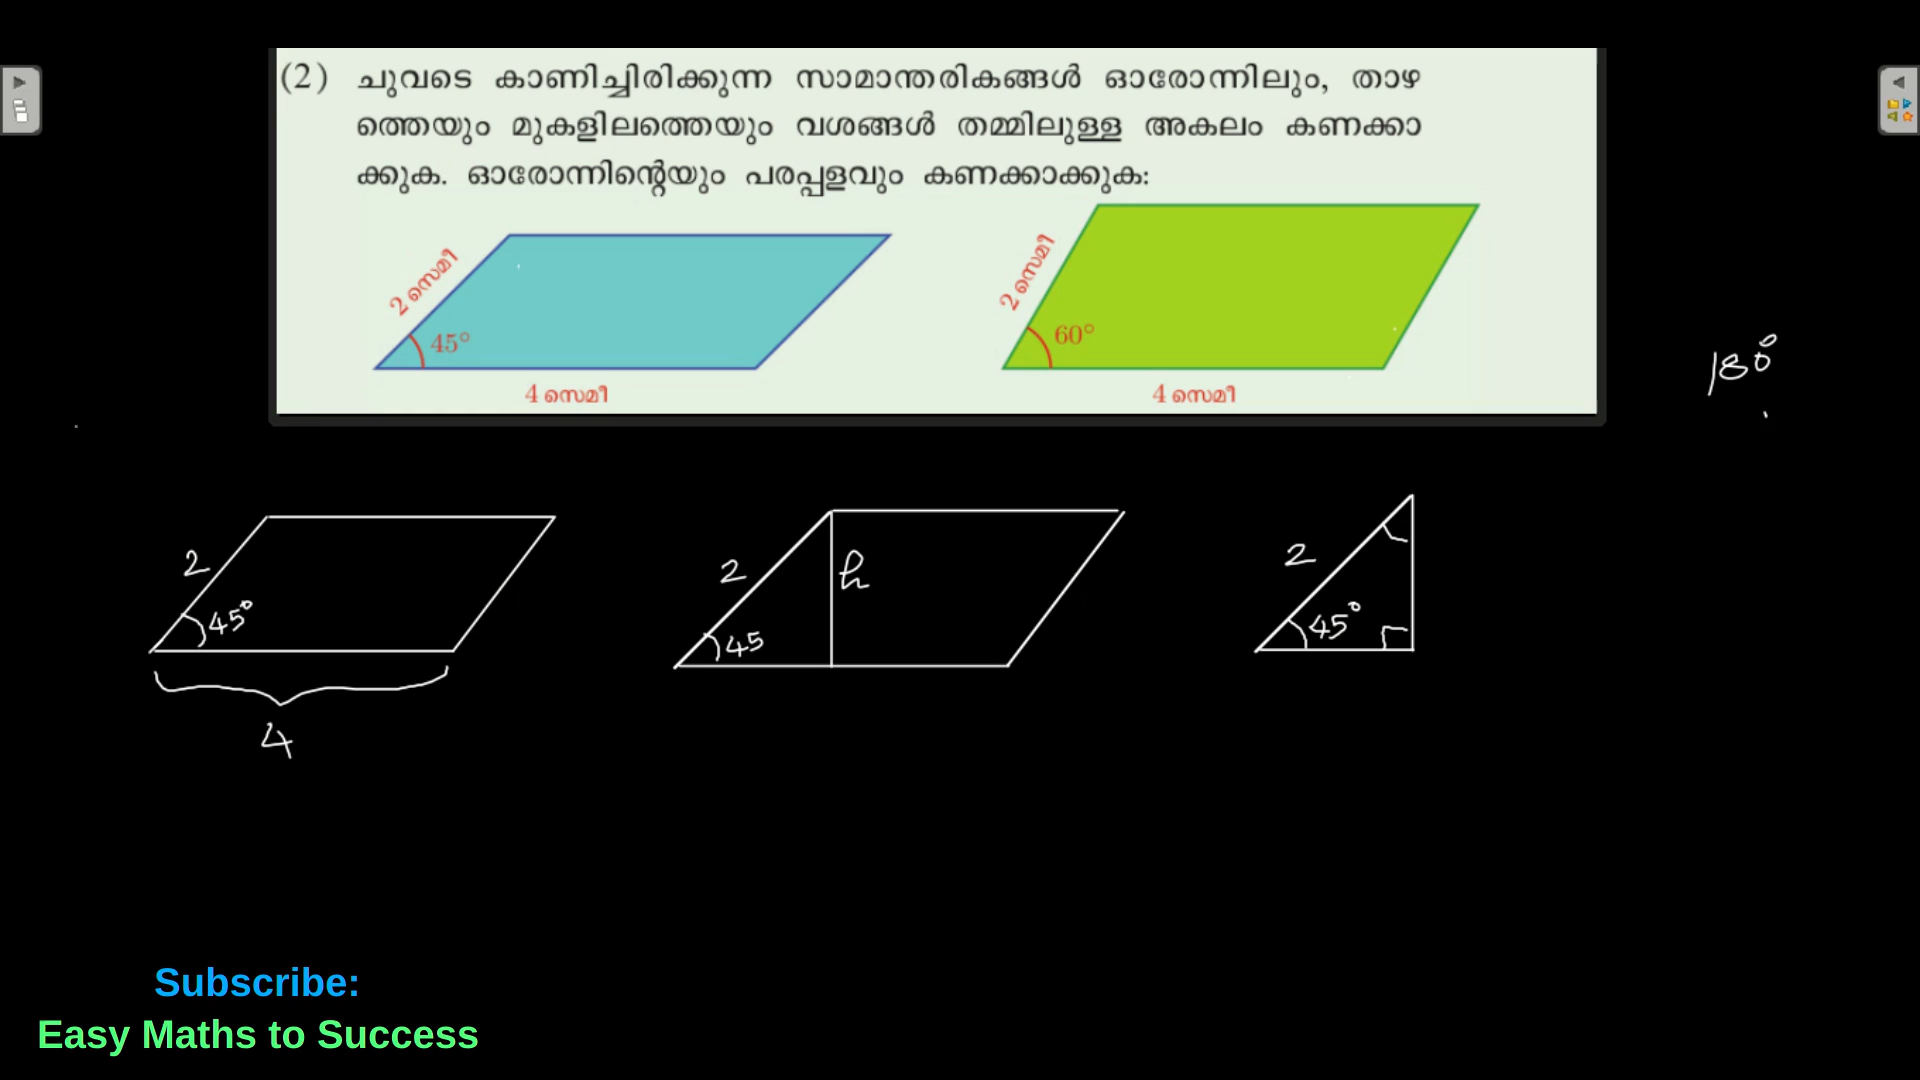 (2) ചുവടെ കാണിച്ചിരിക്കുന്ന സാമാന്തരികങ്ങൾ ഓരോന്നിലും, താഴ
ത്തെയും മുകളിലത്തെയും വശങ്ങൾ തമ്മിലുള്ള അകലം കണക്കാ
ക്കുക. ഓരോന്നിന്റെയും പരപ്പളവും കണക്കാക്കുക:
2 സെമീ
45°
4 സെമീ
2 സെമീ
60°
4 സെമീ
180°
2
45°
4
2
h
45
2
45°
Subscribe:
Easy Maths to Success